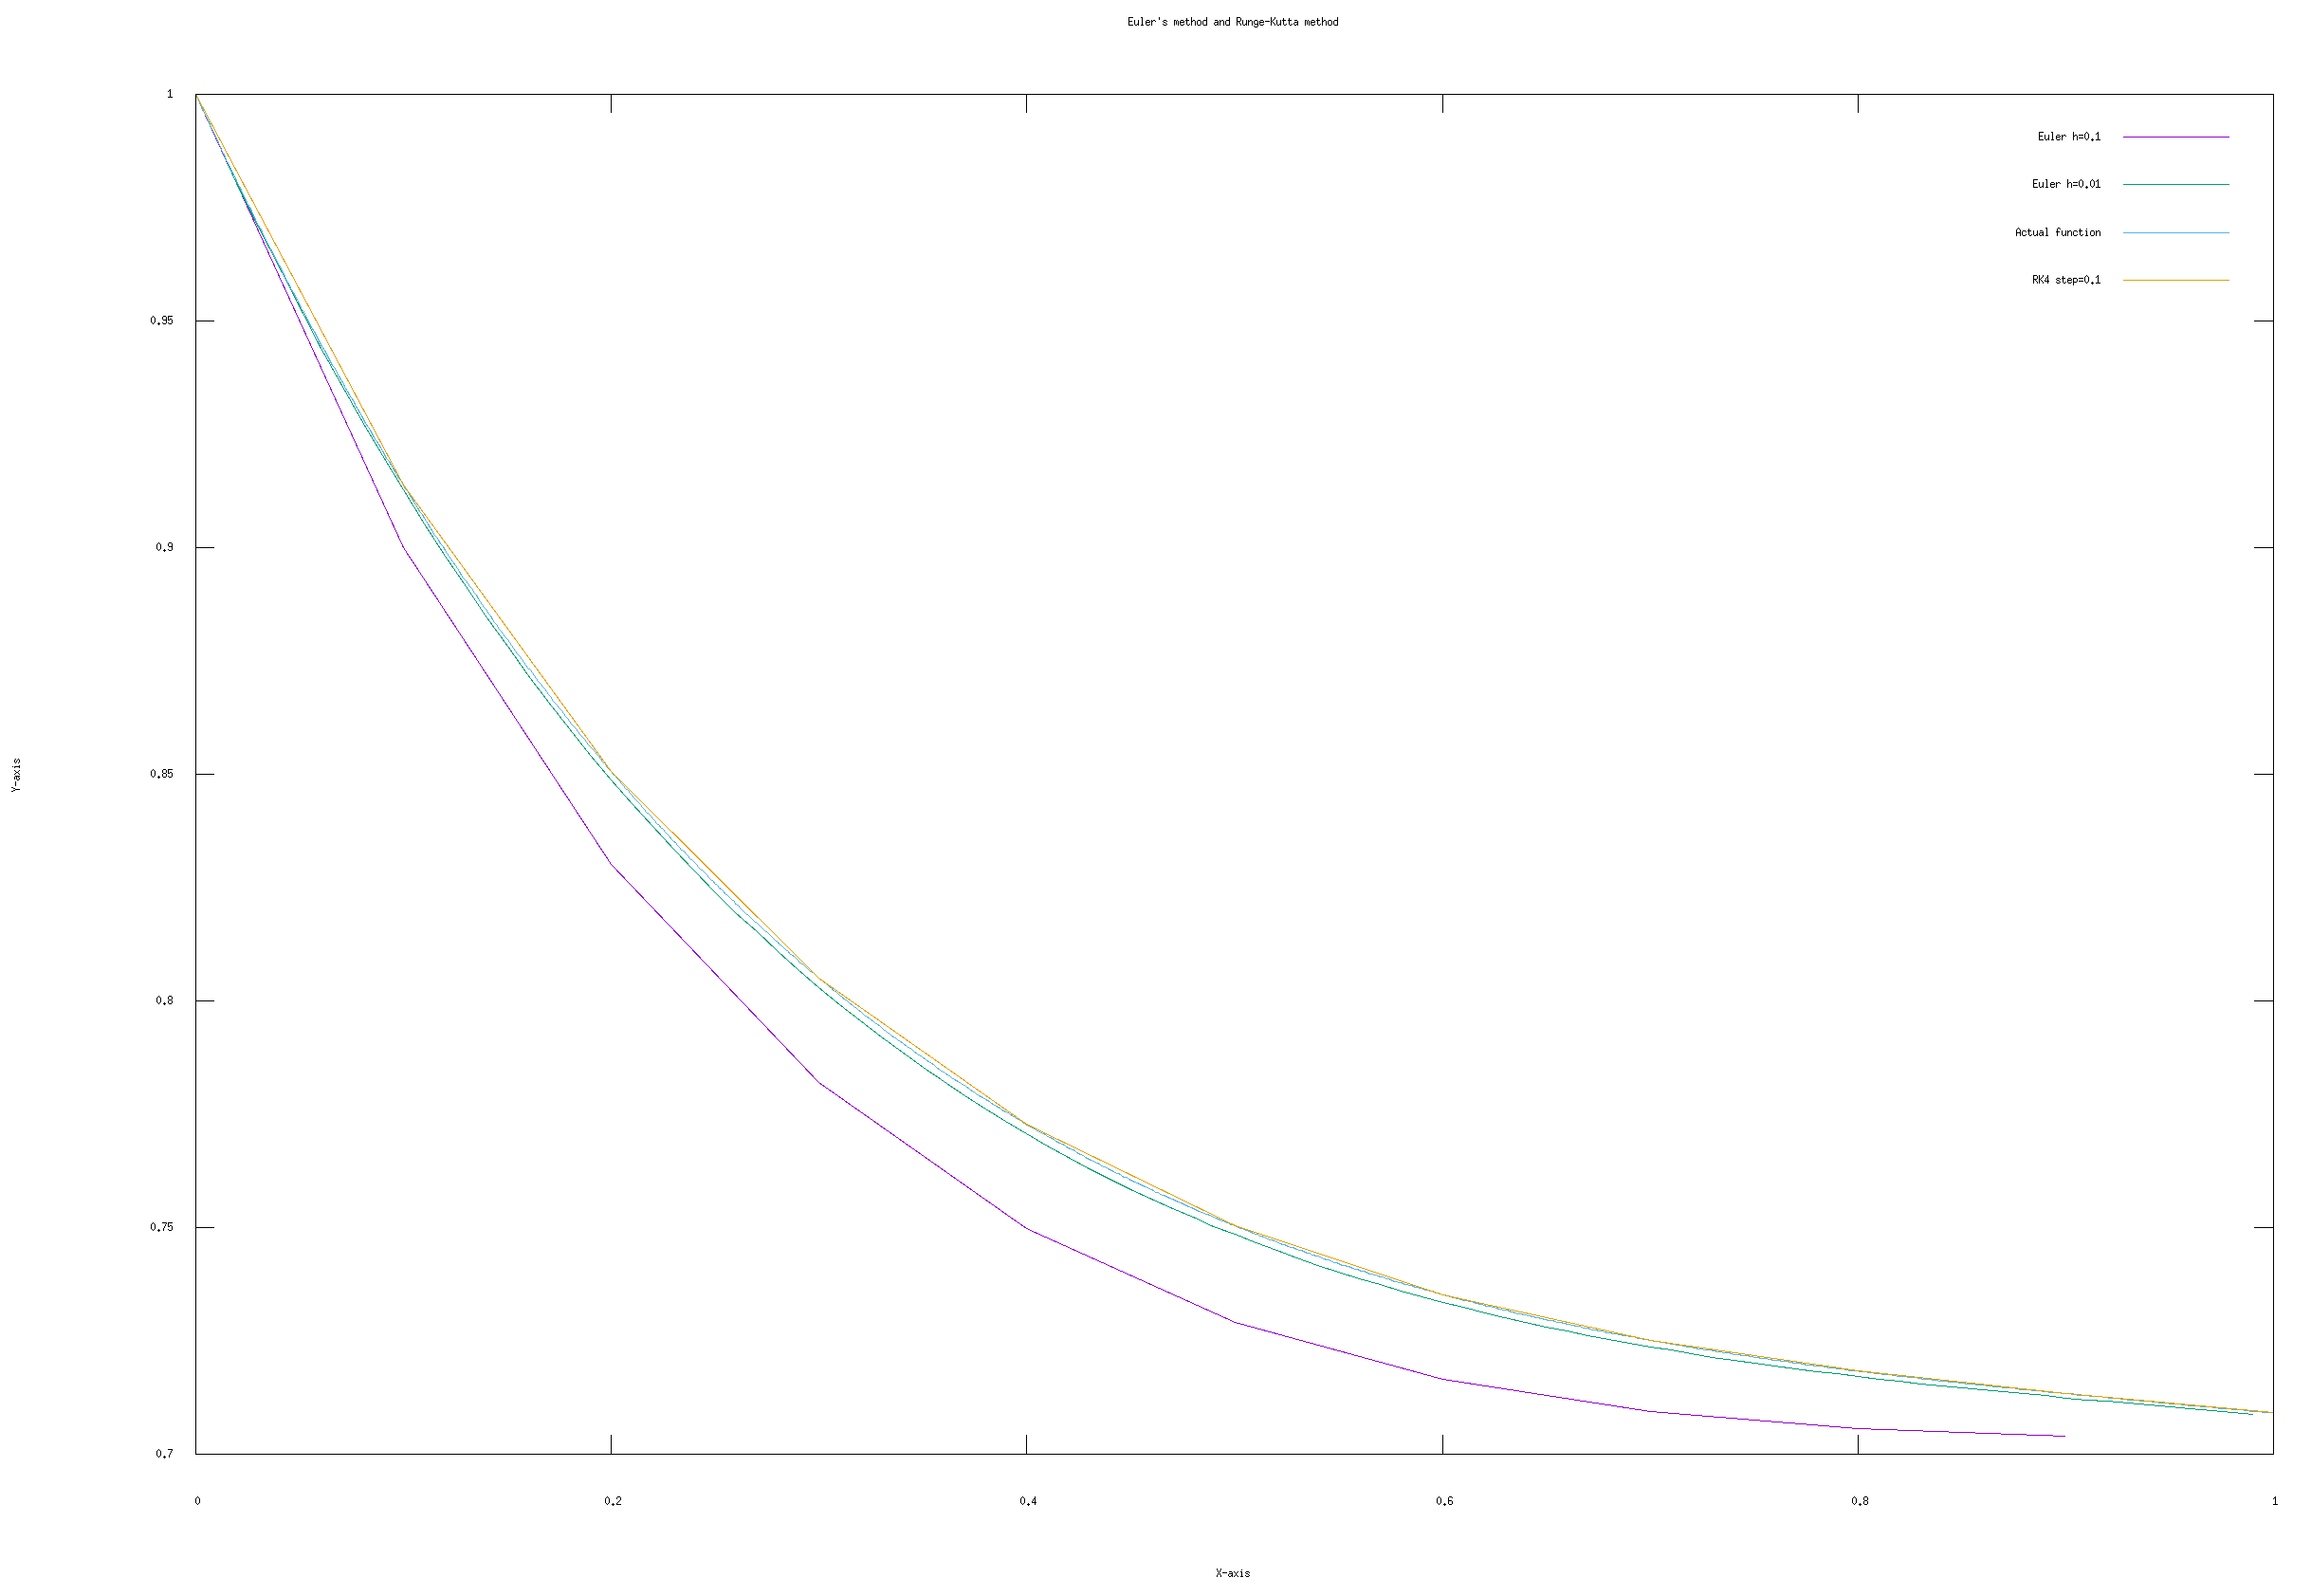 Euler's method and Runge-Kutta method
1
Euler h=0.1
Euler h=0.01
Actual function
RK4 step=0.1
0.95
0.9
0.85
Y-axis
0.8
0.75
0.7
0 0.2 0.4 0.6 0.8 1
X-axis